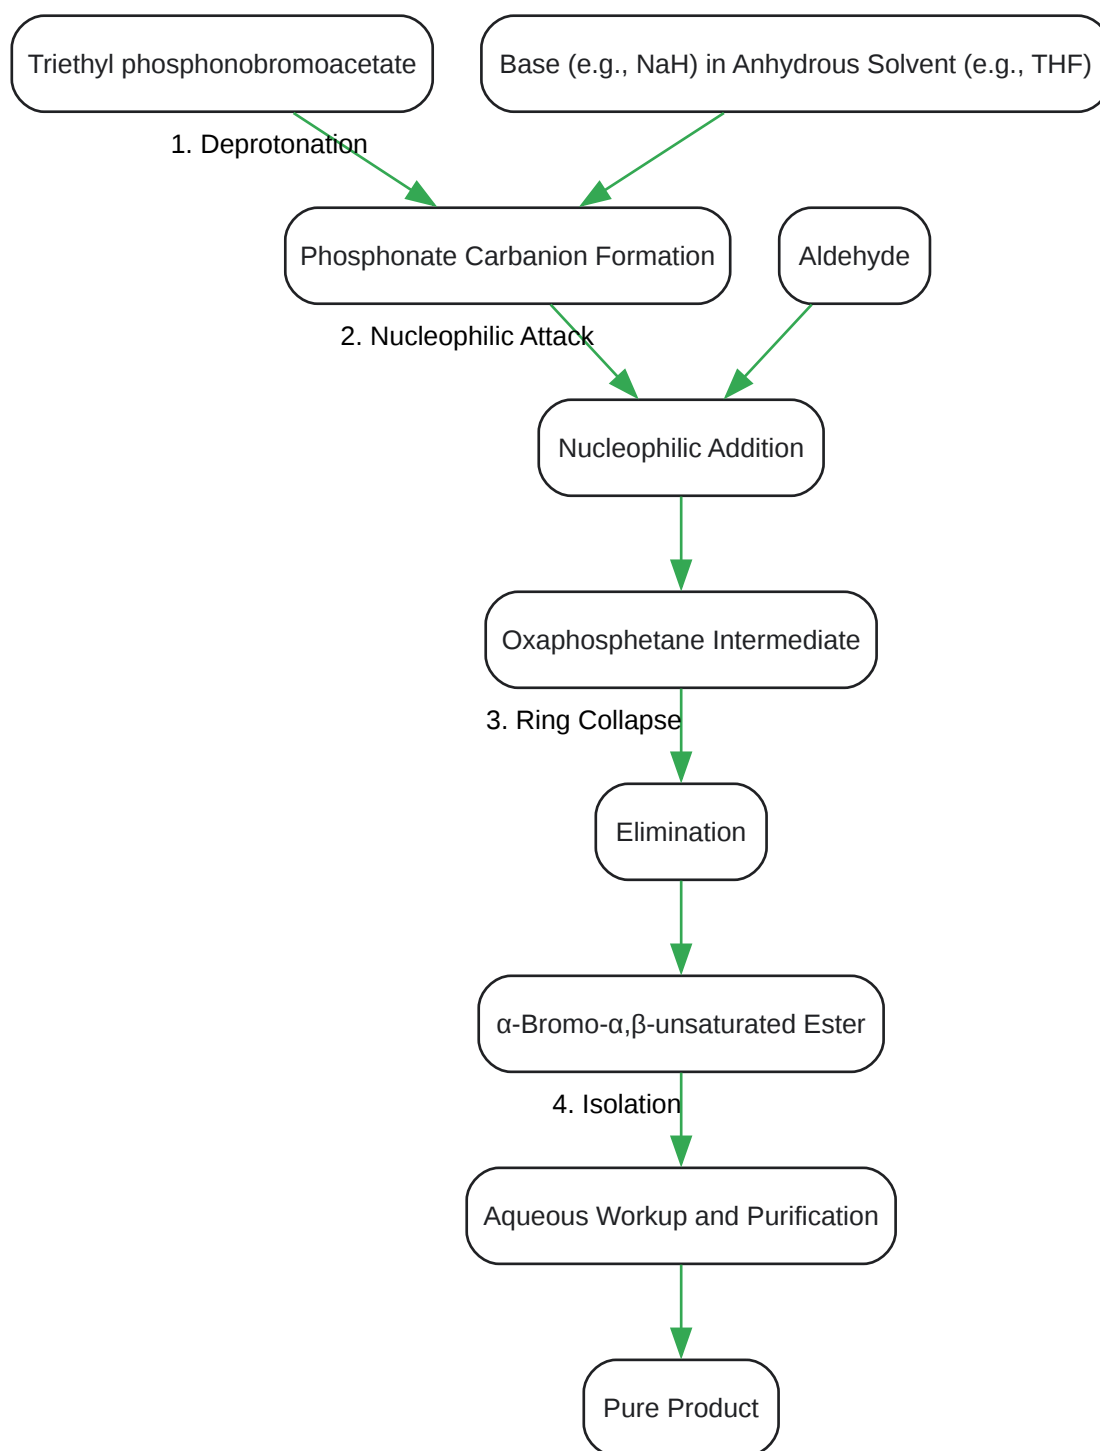 Triethyl phosphonobromoacetate
Base (e.g., NaH) in Anhydrous Solvent (e.g., THF)
1. Deprotonation
Phosphonate Carbanion Formation
Aldehyde
2. Nucleophilic Attack
Nucleophilic Addition
Oxaphosphetane Intermediate
3. Ring Collapse
Elimination
α-Bromo-α,β-unsaturated Ester
4. Isolation
Aqueous Workup and Purification
Pure Product